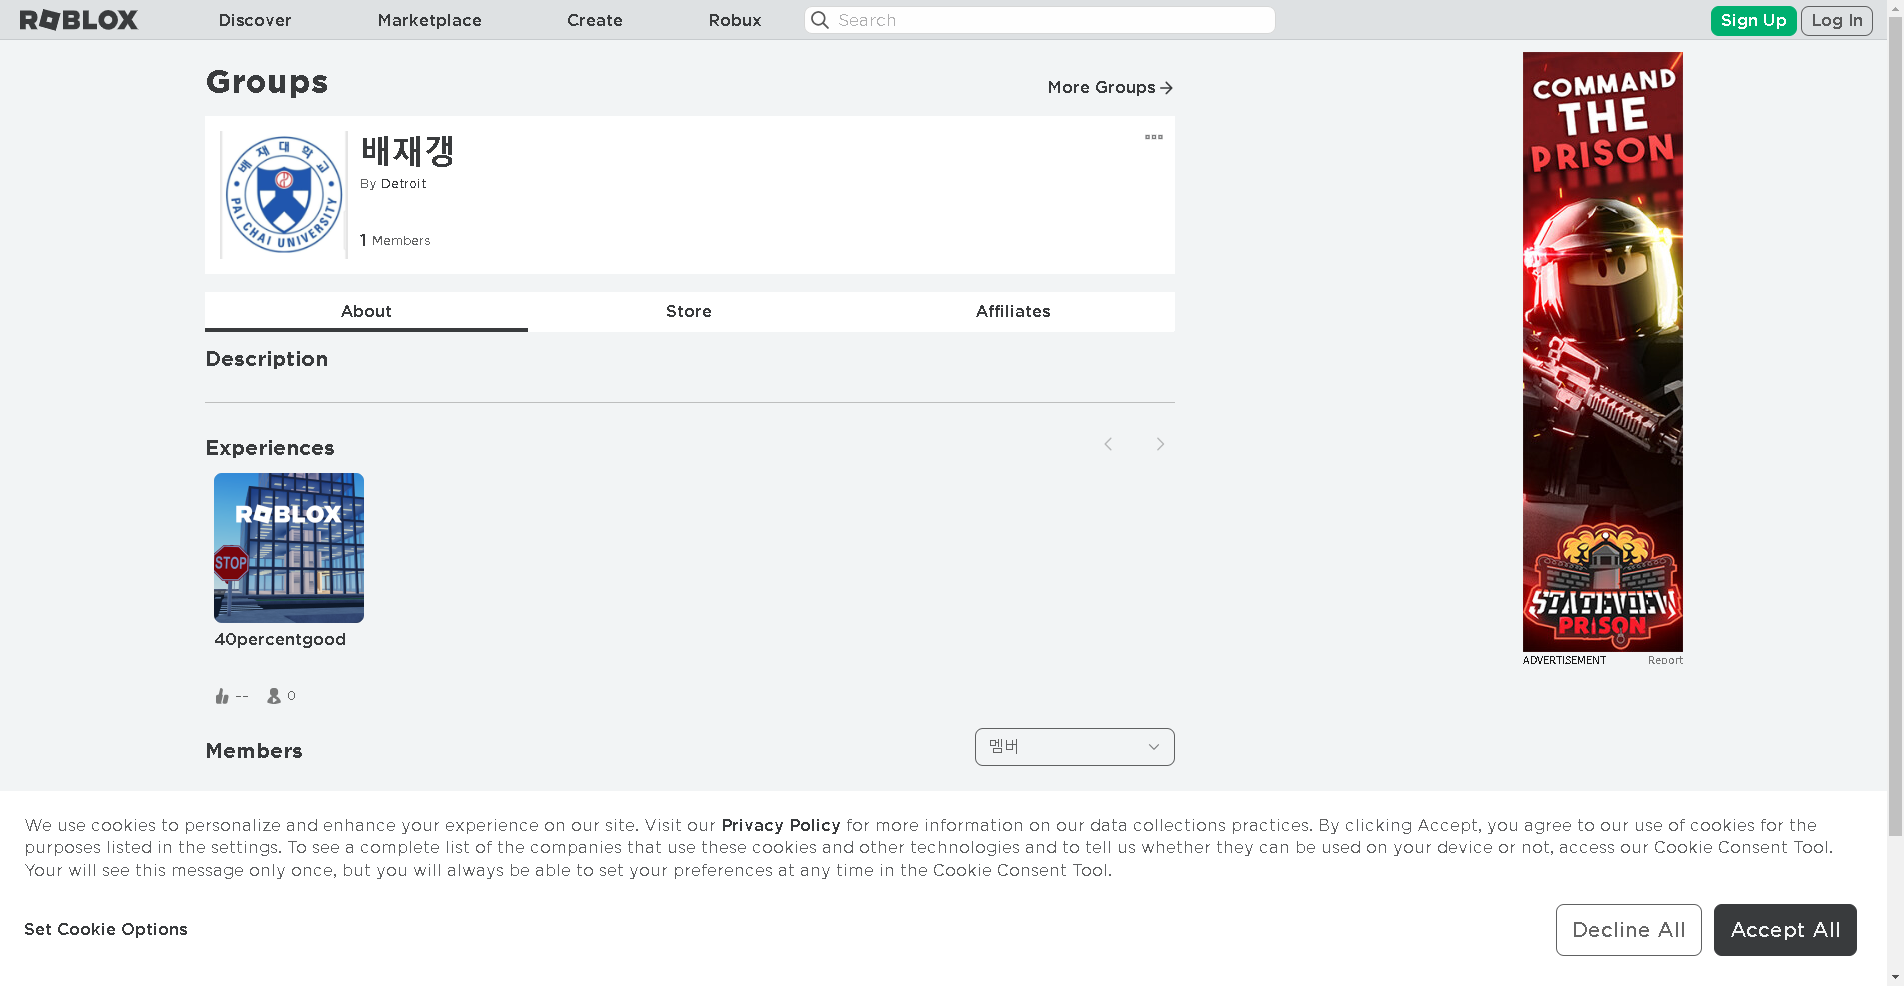 ROBLOX
Discover
Marketplace
Create
Robux
Search
Sign Up
Log In
Groups
More Groups
배재대학교
PAI CHAI UNIVERSITY
배재갱
By Detroit
1 Members
About
Store
Affiliates
Description
Experiences
ROBLOX
STOP
40percentgood
--
0
Members
멤버
COMMAND
THE
PRISON
PRISON
ADVERTISEMENT
Report
We use cookies to personalize and enhance your experience on our site. Visit our Privacy Policy for more information on our data collections practices. By clicking Accept, you agree to our use of cookies for the
purposes listed in the settings. To see a complete list of the companies that use these cookies and other technologies and to tell us whether they can be used on your device or not, access our Cookie Consent Tool.
Your will see this message only once, but you will always be able to set your preferences at any time in the Cookie Consent Tool.
Set Cookie Options
Decline All
Accept All